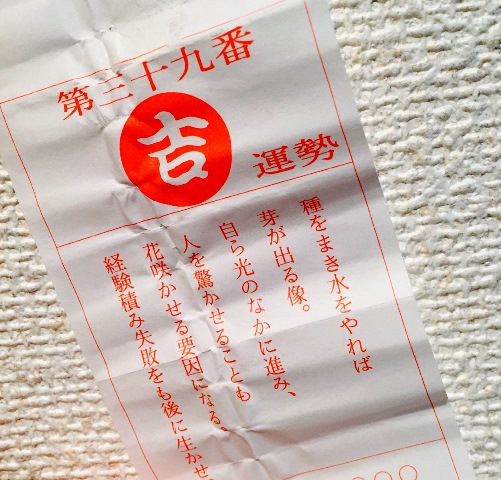 第三十九番
吉
運勢
種をまき水をやれば
芽が出る像。
自ら光のなかに進み、
人を驚かせることも
花咲かせる要因になる。
経験積み失敗をも後に生かせ